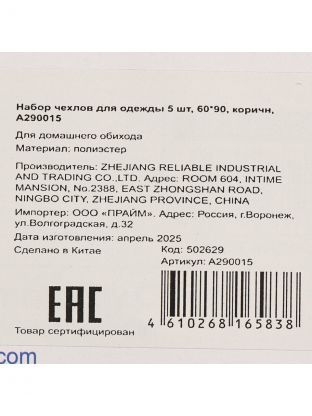 Набор чехлов для одежды 5 шт, 60*90, коричн,
A290015
Для домашнего обихода
Материал: полиэстер
Производитель: ZHEJIANG RELIABLE INDUSTRIAL
AND TRADING CO.,LTD. Адрес: ROOM 604, INTIME
MANSION, No.2388, EAST ZHONGSHAN ROAD,
NINGBO CITY, ZHEJIANG PROVINCE, CHINA
Импортер: ООО «ПРАЙМ». Адрес: Россия, г.Воронеж,
ул.Волгоградская, д.32
Дата изготовления: апрель 2025
Сделано в Китае
Код: 502629
Артикул: A290015
EAC
Товар сертифицирован
4 610268 165838
com